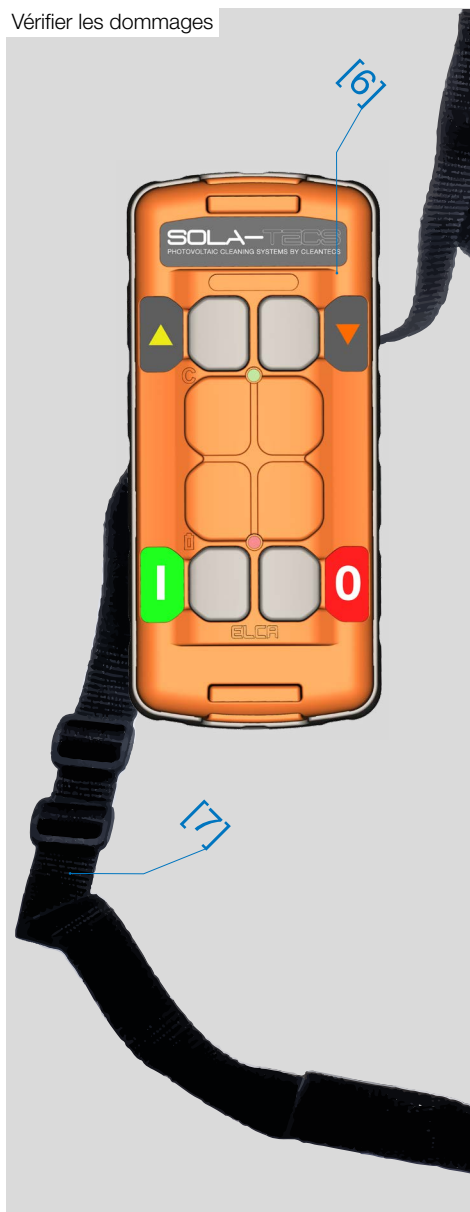 Vérifier les dommages
[6]
SOLA-TECS
PHOTOVOLTAIC CLEANING SYSTEMS BY CLEANTECS
C
I
0
ELCA
[7]